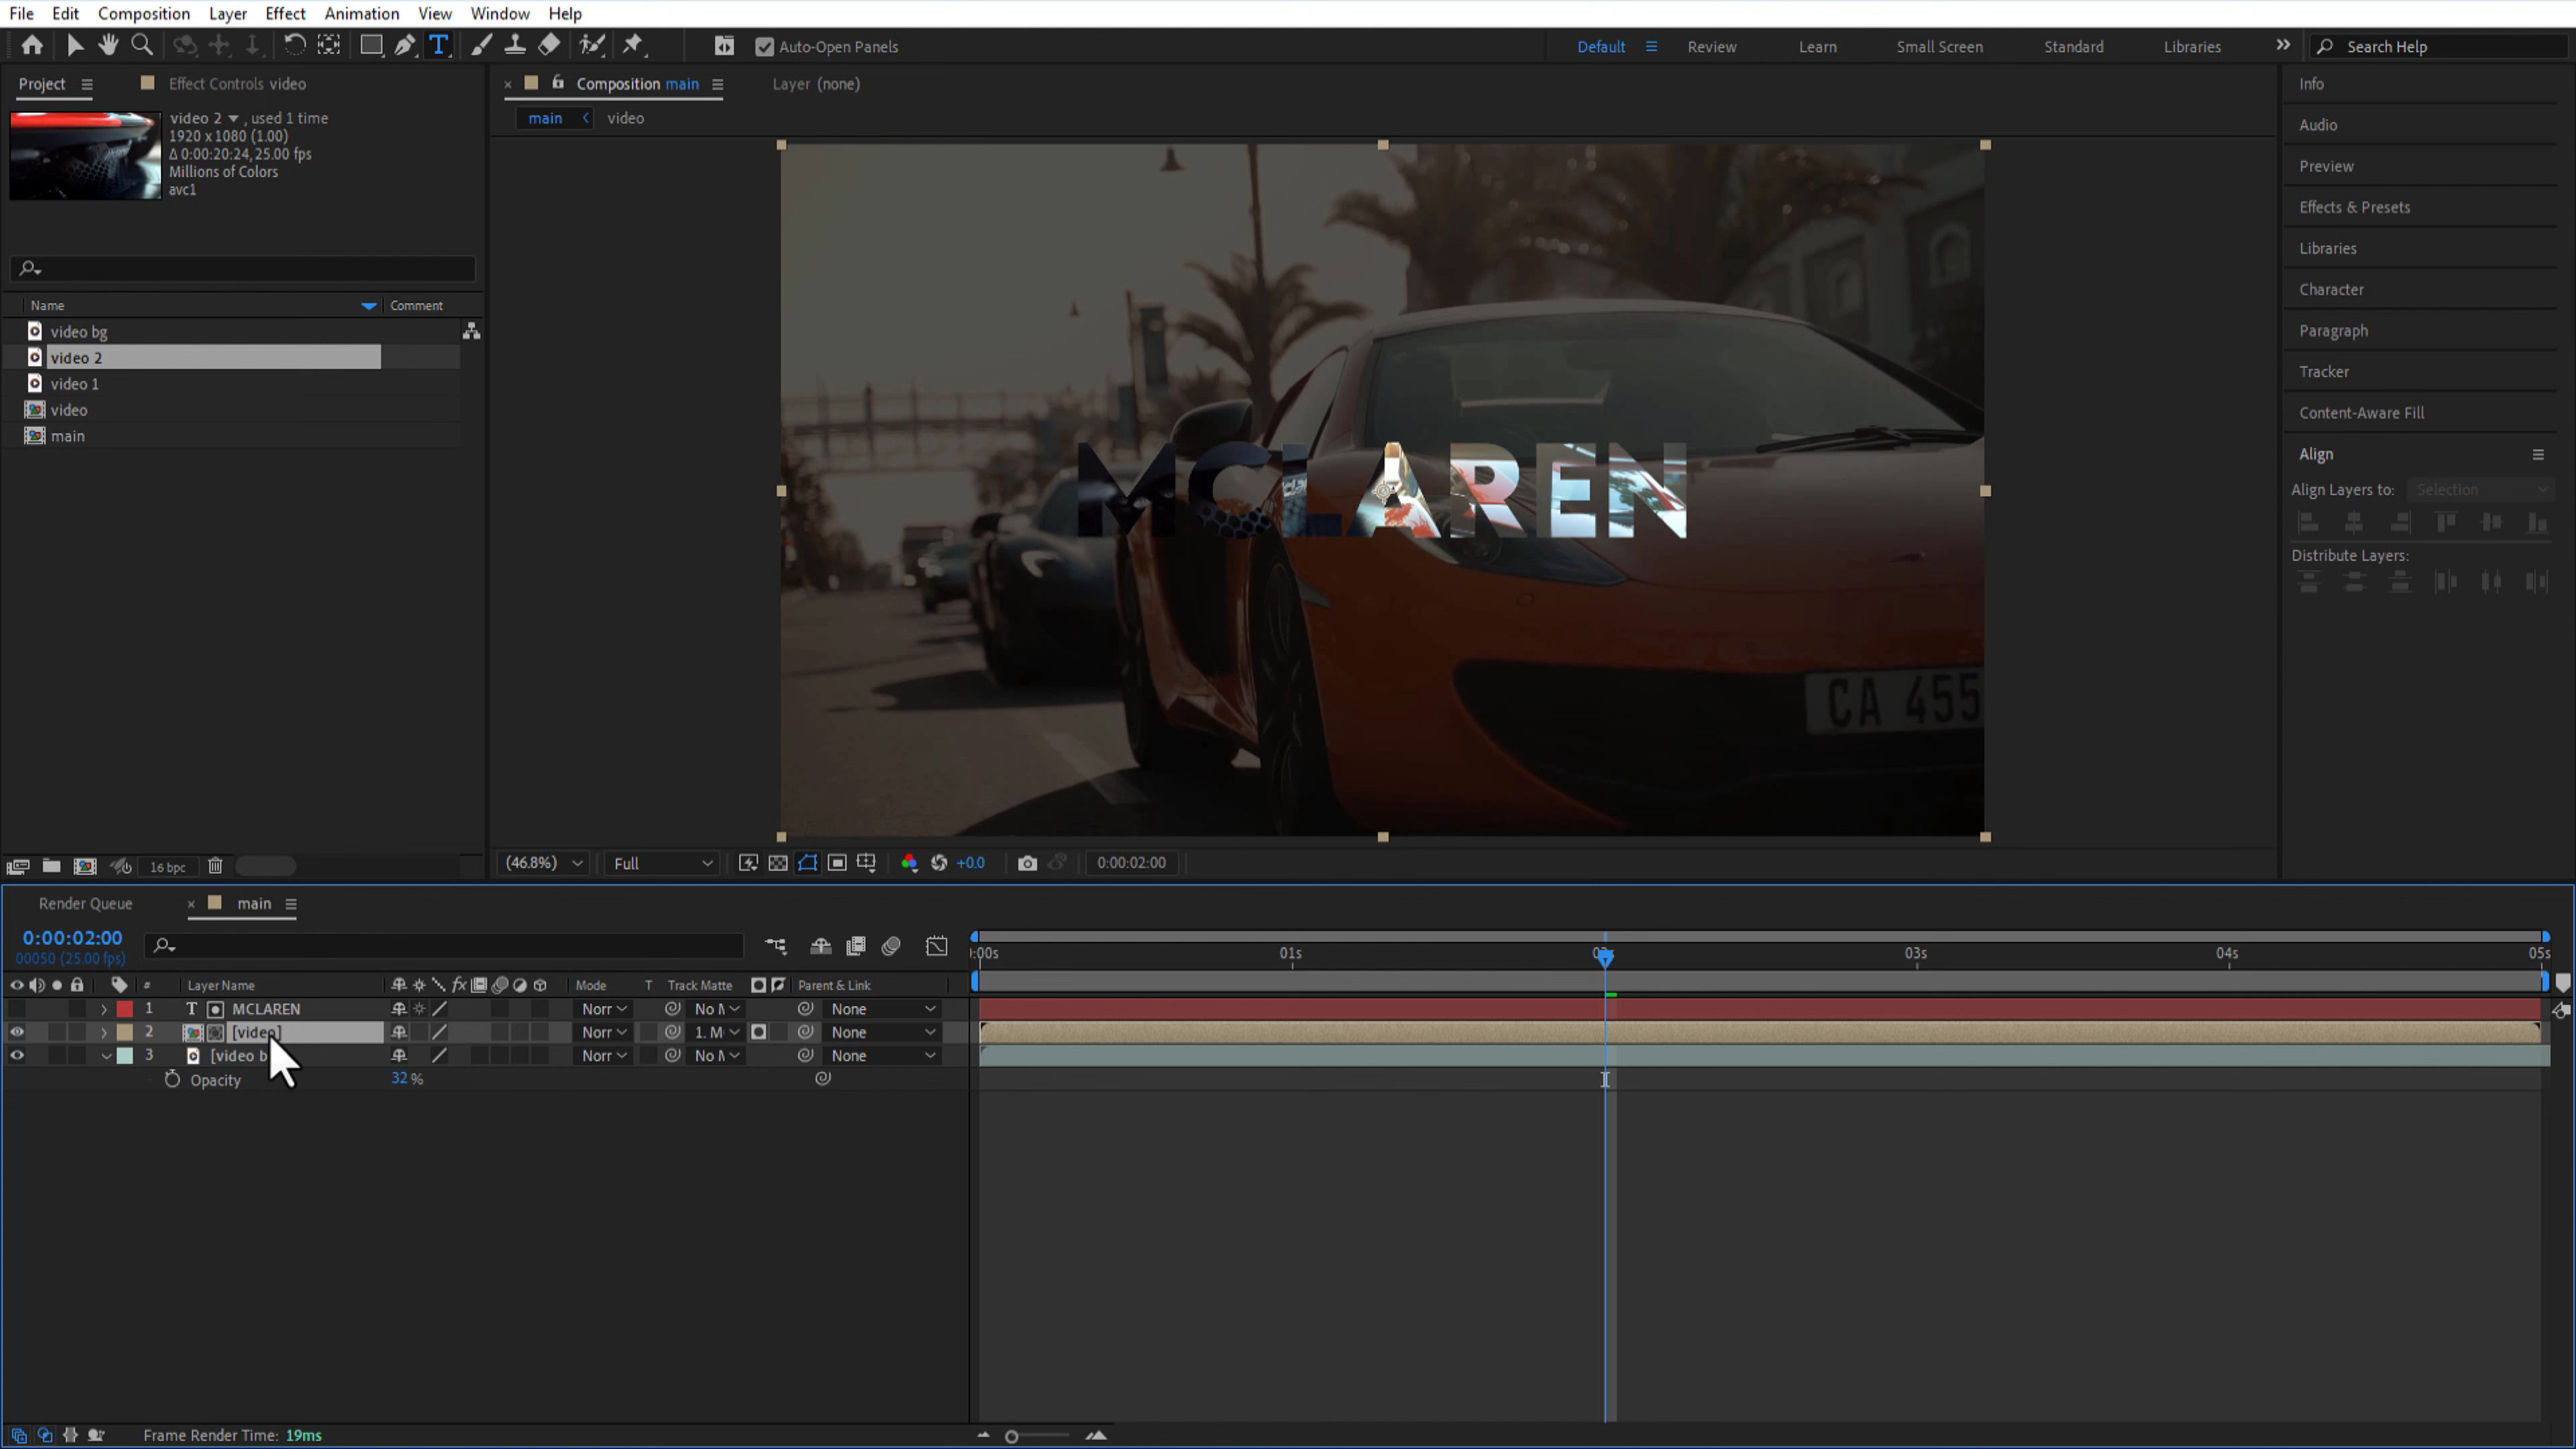 File Edit Composition Layer Effect Animation View Window Help
Auto-Open Panels Default Review Learn Small Screen Standard Libraries Search Help
Project Effect Controls video
video 2 , used 1 time
1920 x 1080 (1.00)
Δ 0:00:20:24, 25.00 fps
Millions of Colors
avc1
Name Comment
video bg
video 2
video 1
video
main
16 bpc
Composition main Layer (none)
main video
MCLAREN
CA 455
(46.8%) Full +0.0 0:00:02:00
Info
Audio
Preview
Effects & Presets
Libraries
Character
Paragraph
Tracker
Content-Aware Fill
Align
Align Layers to: Selection
Distribute Layers:
Render Queue main
0:00:02:00
00050 (25.00 fps)
:00s 01s 02s 03s 04s 05s
# Layer Name fx Mode T Track Matte Parent & Link
1 T MCLAREN Norr No M None
2 [video] Norr 1. M None
3 [video b Norr No M None
Opacity 32 %
Frame Render Time: 19ms